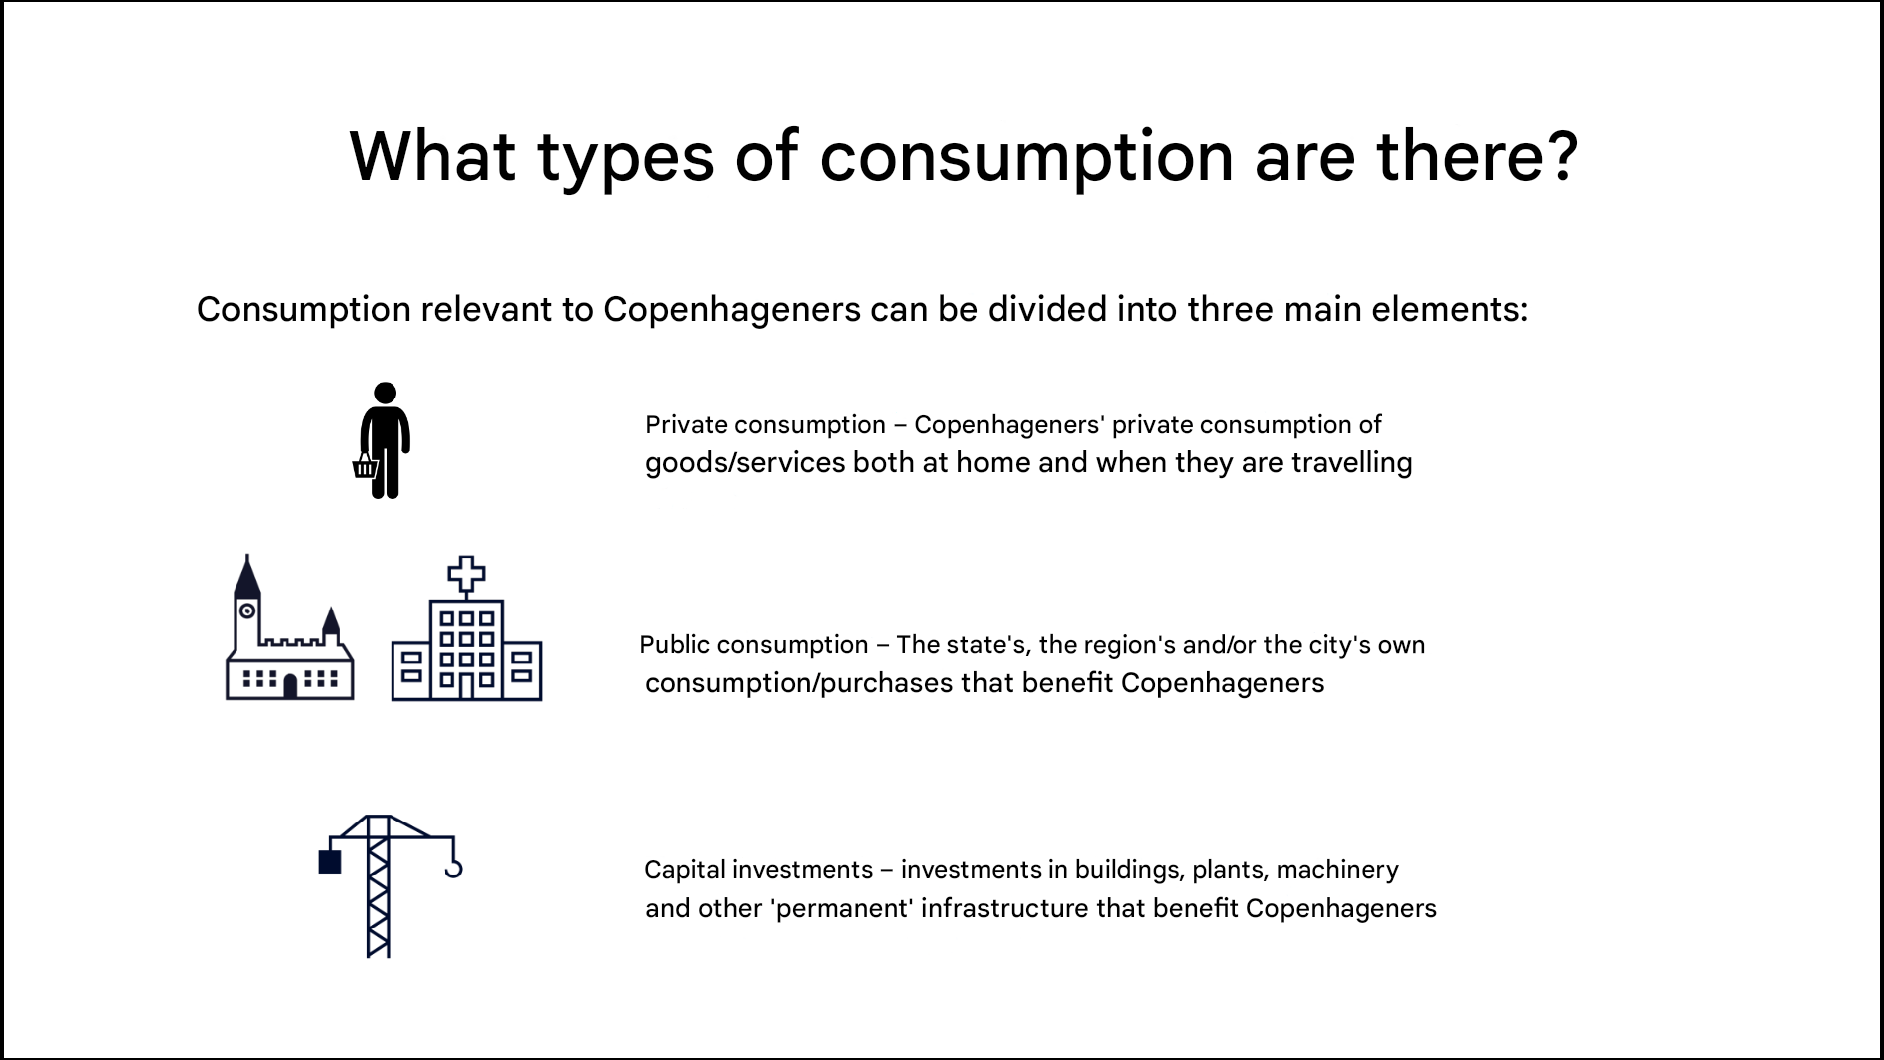 What types of consumption are there?
Consumption relevant to Copenhageners can be divided into three main elements:
Private consumption – Copenhageners' private consumption of
goods/services both at home and when they are travelling
Public consumption – The state's, the region's and/or the city's own
consumption/purchases that benefit Copenhageners
Capital investments – investments in buildings, plants, machinery
and other 'permanent' infrastructure that benefit Copenhageners